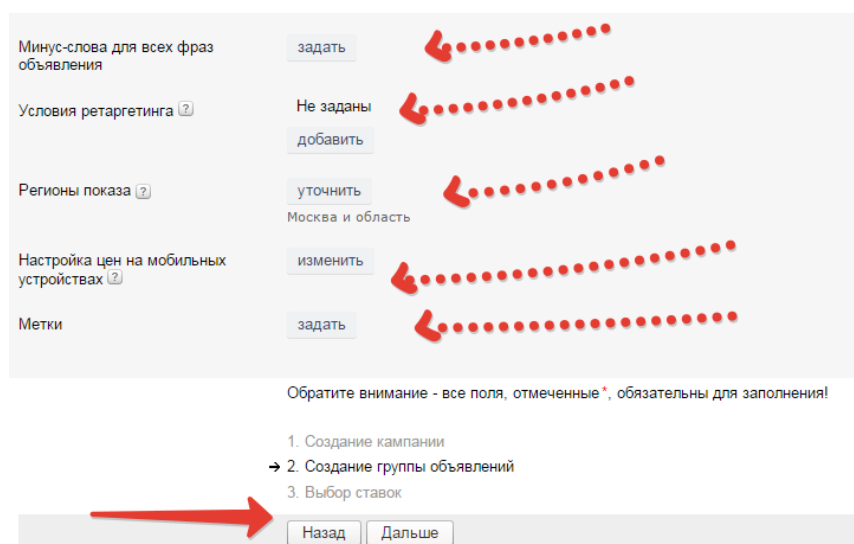 Минус-слова для всех фраз задать
объявления
Условия ретаргетинга ? Не заданы
добавить
Регионы показа ? уточнить
Москва и область
Настройка цен на мобильных изменить
устройствах ?
Метки задать
Обратите внимание - все поля, отмеченные *, обязательны для заполнения!
1. Создание кампании
→ 2. Создание группы объявлений
3. Выбор ставок
Назад Дальше